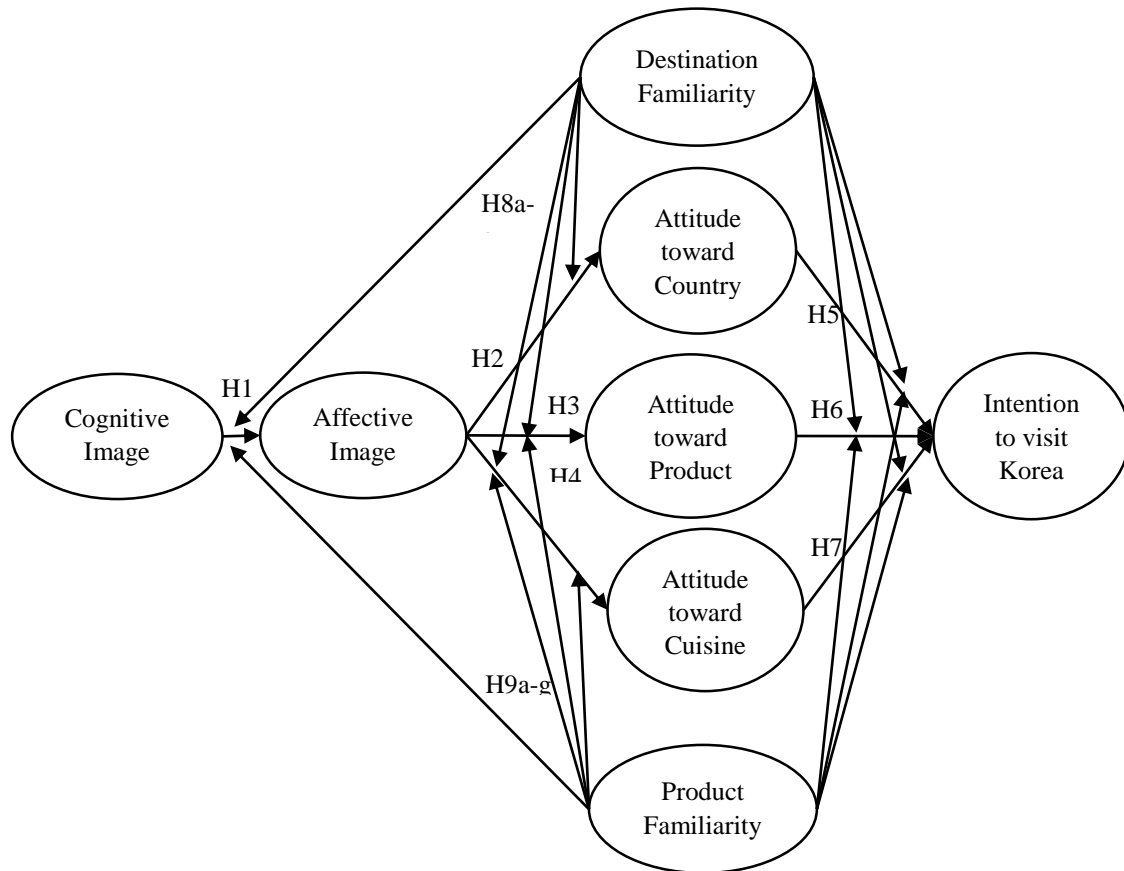 Destination
Familiarity
H8a-
Attitude
toward
Country
H5
H2
H1
Cognitive
Image
Affective
Image
H3
Attitude
toward
Product
H6
Intention
to visit
Korea
H4
H7
Attitude
toward
Cuisine
H9a-g
Product
Familiarity